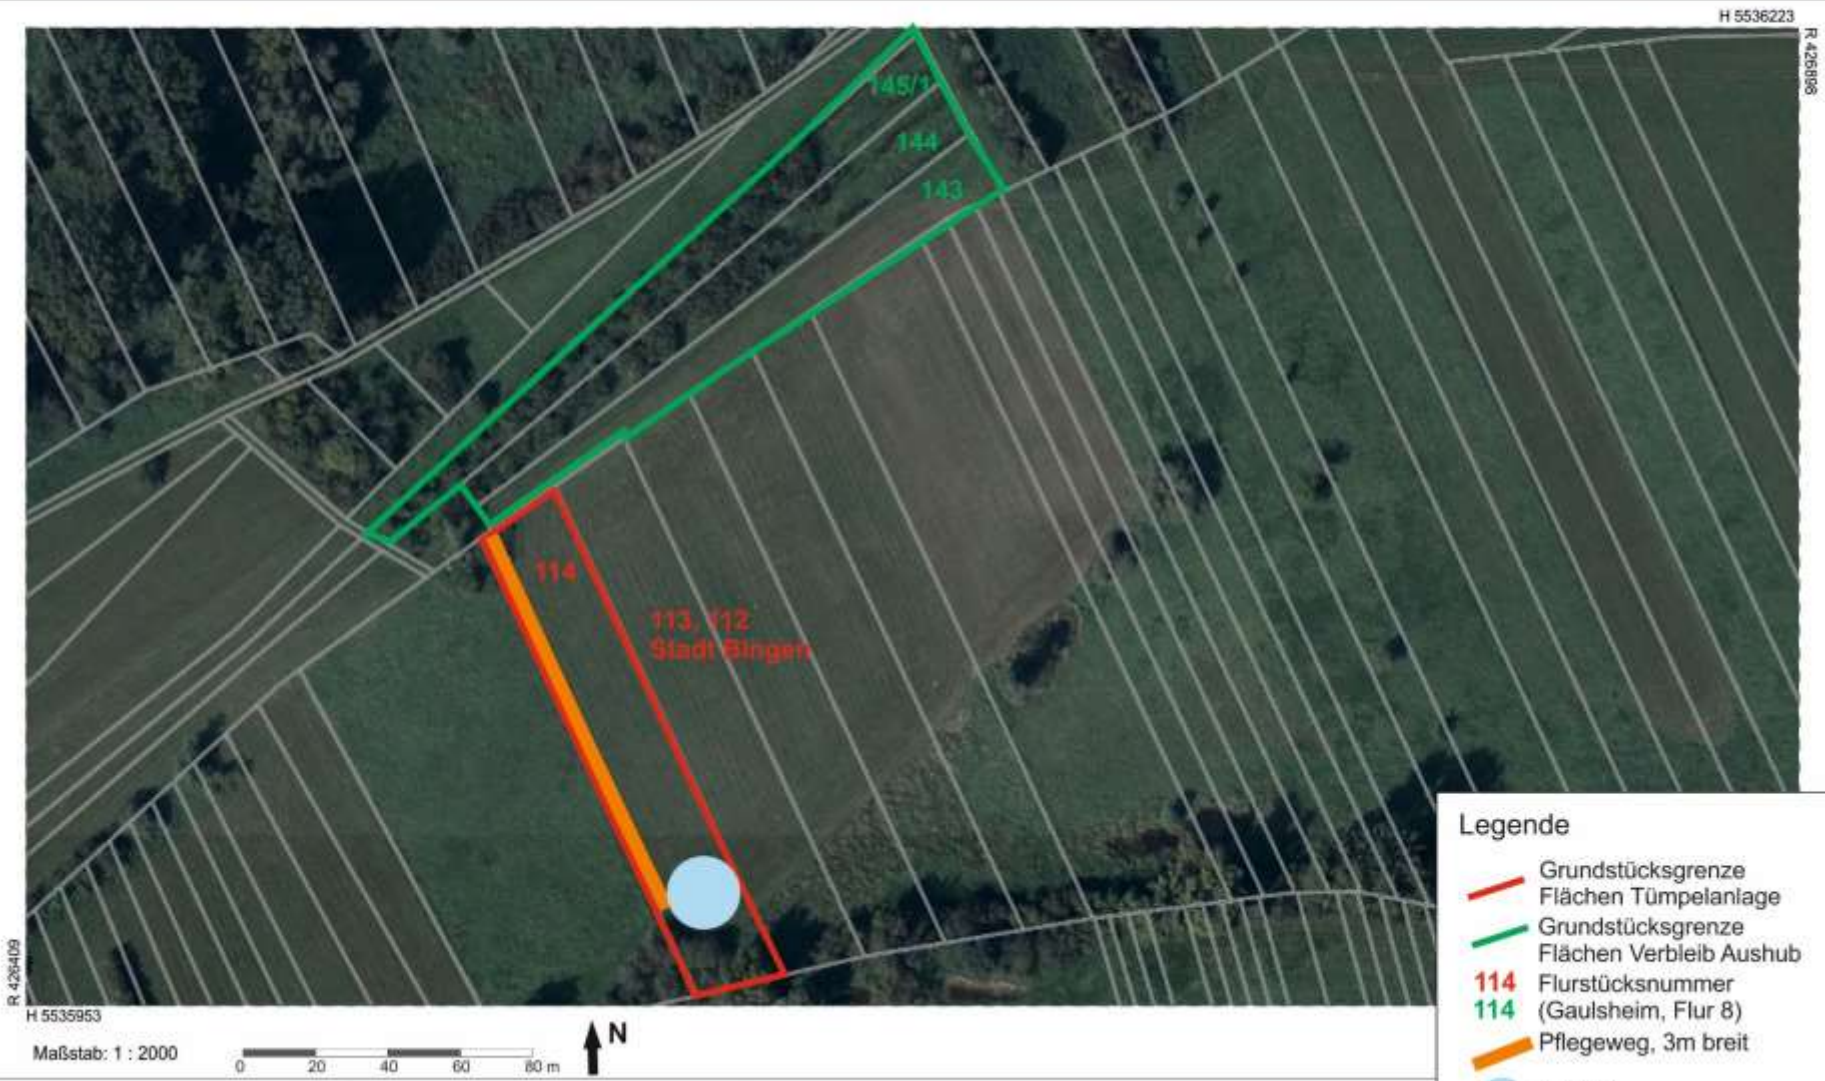 H 5536223
R 426898
145/1
144
143
114
113, 112
Stadt Bingen
Legende
Grundstücksgrenze
Flächen Tümpelanlage
Grundstücksgrenze
Flächen Verbleib Aushub
114 Flurstücksnummer
114 (Gaulsheim, Flur 8)
Pflegeweg, 3m breit
R 426409
H 5535953
Maßstab: 1 : 2000
0 20 40 60 80 m
N